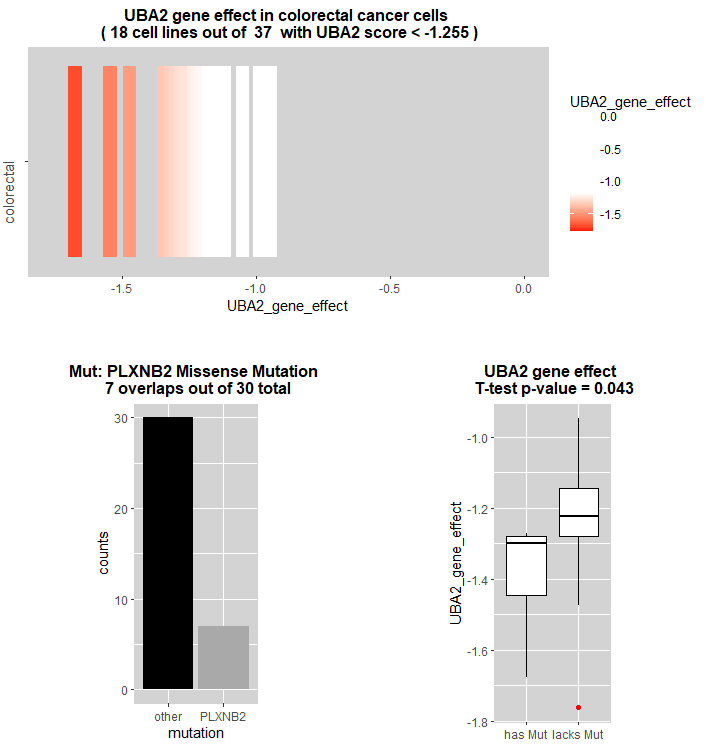 UBA2 gene effect in colorectal cancer cells
( 18 cell lines out of  37  with UBA2 score < -1.255 )
colorectal
-1.5
-1.0
-0.5
0.0
UBA2_gene_effect
UBA2_gene_effect
0.0
-0.5
-1.0
-1.5
Mut: PLXNB2 Missense Mutation
7 overlaps out of 30 total
counts
30
20
10
0
other
PLXNB2
mutation
UBA2 gene effect
T-test p-value = 0.043
UBA2_gene_effect
-1.0
-1.2
-1.4
-1.6
-1.8
has Mut
lacks Mut